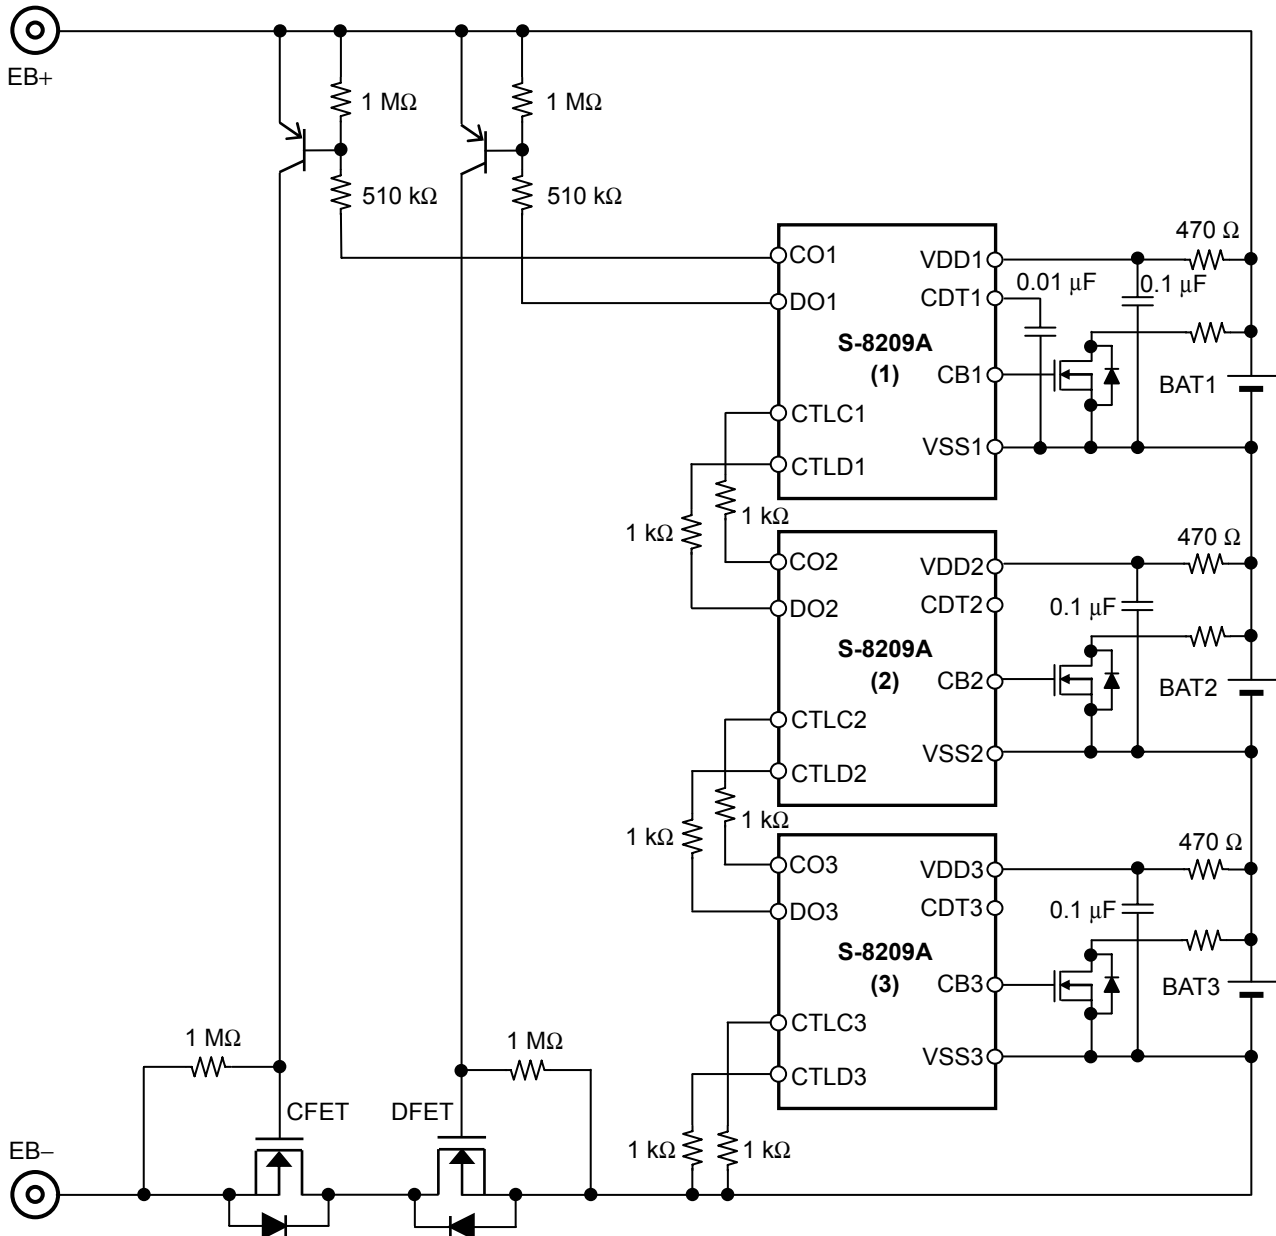 EB+
1 MΩ
1 MΩ
510 kΩ
510 kΩ
CO1
DO1
S-8209A
(1)
CTLC1
CTLD1
VDD1
CDT1
CB1
VSS1
470 Ω
0.01 μF
0.1 μF
BAT1
1 kΩ
1 kΩ
CO2
DO2
S-8209A
(2)
CTLC2
CTLD2
VDD2
CDT2
CB2
VSS2
470 Ω
0.1 μF
BAT2
1 kΩ
1 kΩ
CO3
DO3
S-8209A
(3)
CTLC3
CTLD3
VDD3
CDT3
CB3
VSS3
470 Ω
0.1 μF
BAT3
1 MΩ
1 MΩ
CFET
DFET
1 kΩ
1 kΩ
EB−